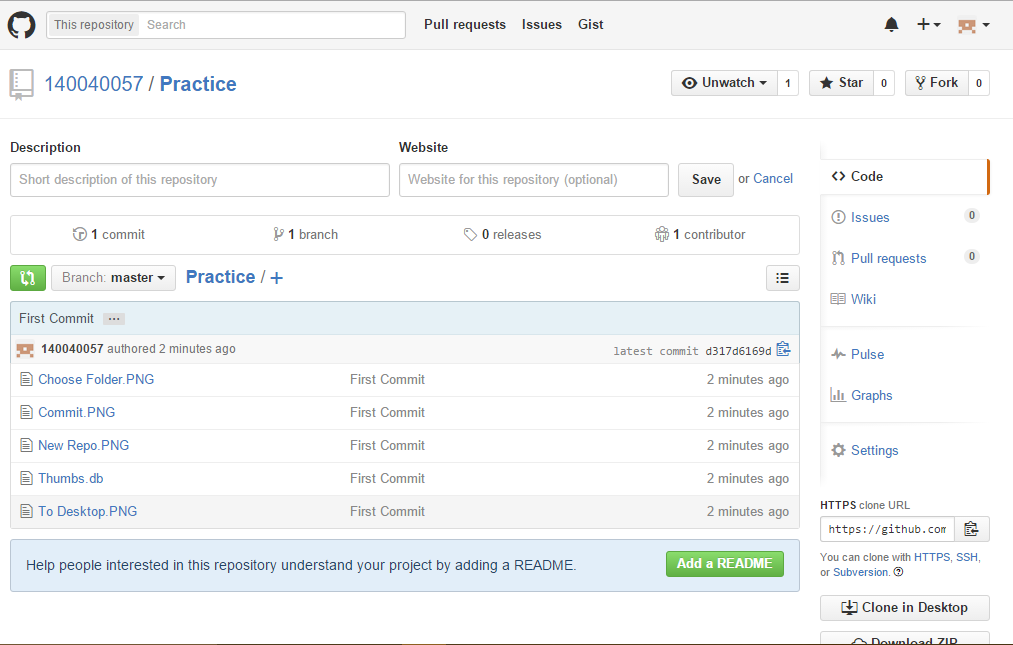 This repository Search Pull requests Issues Gist
140040057 / Practice Unwatch 1 Star 0 Fork 0
Description Website
Short description of this repository Website for this repository (optional) Save or Cancel
1 commit 1 branch 0 releases 1 contributor
Branch: master Practice / +
First Commit ...
140040057 authored 2 minutes ago latest commit d317d6169d
Choose Folder.PNG First Commit 2 minutes ago
Commit.PNG First Commit 2 minutes ago
New Repo.PNG First Commit 2 minutes ago
Thumbs.db First Commit 2 minutes ago
To Desktop.PNG First Commit 2 minutes ago
Help people interested in this repository understand your project by adding a README. Add a README
Code
Issues 0
Pull requests 0
Wiki
Pulse
Graphs
Settings
HTTPS clone URL
https://github.com
You can clone with HTTPS, SSH,
or Subversion.
Clone in Desktop
Download ZIP